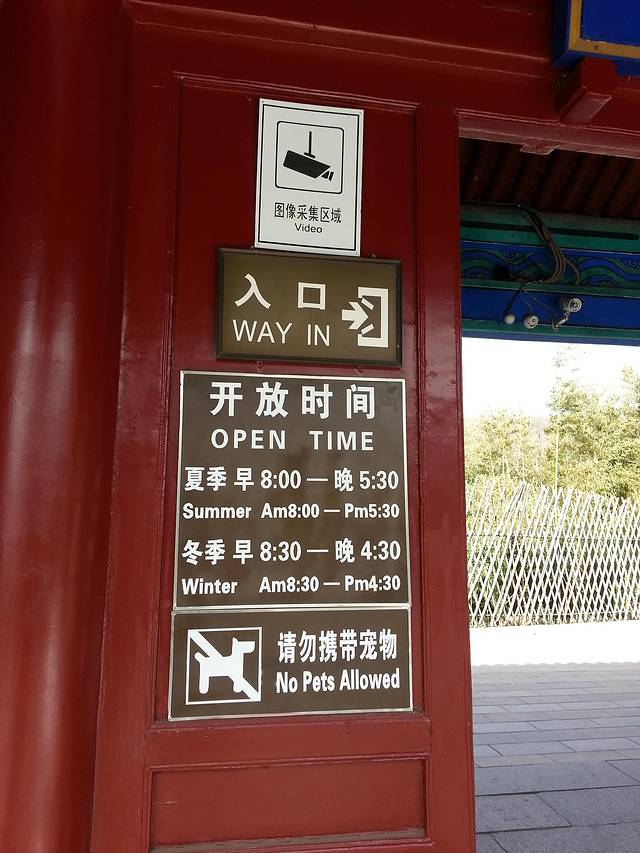 图像采集区域
Video
入口
WAY IN
开放时间
OPEN TIME
夏季 早 8:00 — 晚 5:30
Summer Am8:00 — Pm5:30
冬季 早 8:30 — 晚 4:30
Winter Am8:30 — Pm4:30
请勿携带宠物
No Pets Allowed